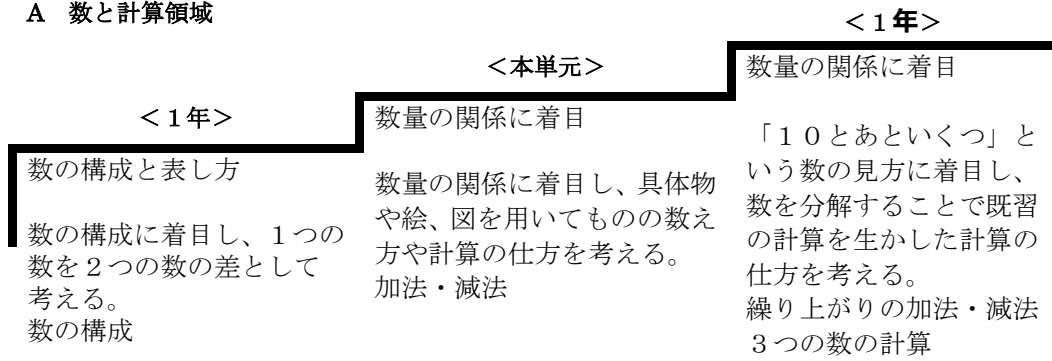 A 数と計算領域
＜１年＞
数の構成と表し方
数の構成に着目し、１つの
数を２つの数の差として
考える。
数の構成
＜本単元＞
数量の関係に着目
数量の関係に着目し、具体物
や絵、図を用いてものの数え
方や計算の仕方を考える。
加法・減法
＜１年＞
数量の関係に着目
「１０とあといくつ」と
いう数の見方に着目し、
数を分解することで既習
の計算を生かした計算の
仕方を考える。
繰り上がりの加法・減法
３つの数の計算